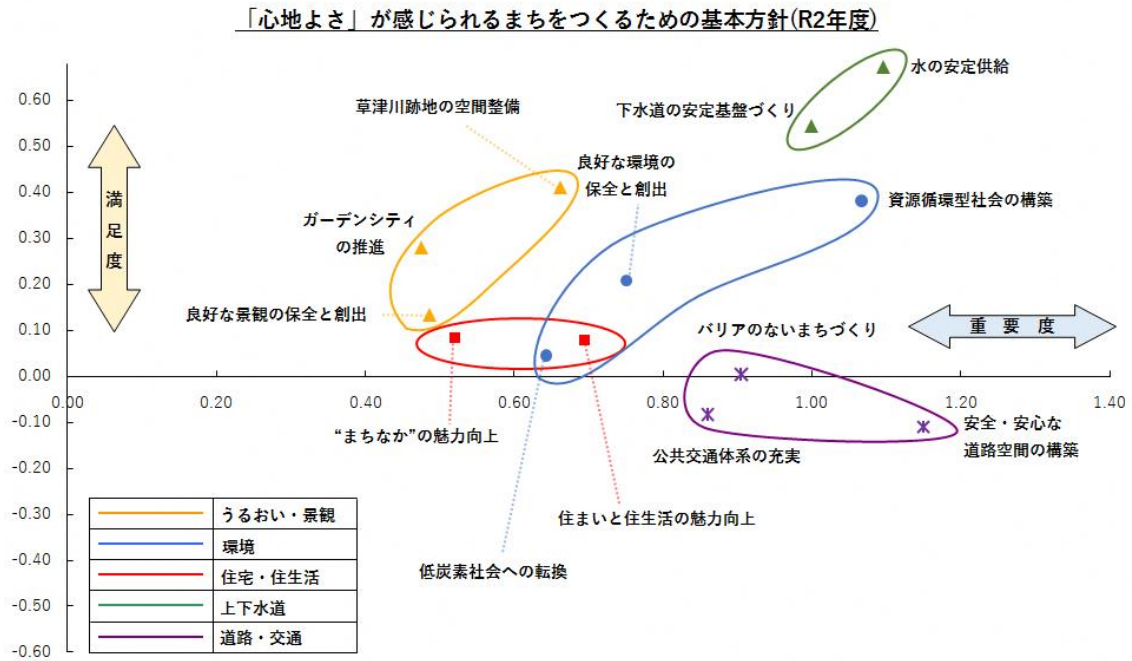 「心地よさ」が感じられるまちをつくるための基本方針(R2年度)
0.60
0.50
0.40
0.30
0.20
0.10
0.00
-0.10
-0.20
-0.30
-0.40
-0.50
-0.60
満足度
草津川跡地の空間整備
ガーデンシティ
の推進
良好な景観の保全と創出
良好な環境の
保全と創出
下水道の安定基盤づくり
水の安定供給
資源循環型社会の構築
バリアのないまちづくり
重要度
0.00
0.20
0.40
0.60
0.80
1.00
1.20
1.40
“まちなか”の魅力向上
公共交通体系の充実
安全・安心な
道路空間の構築
住まいと住生活の魅力向上
低炭素社会への転換
うるおい・景観
環境
住宅・住生活
上下水道
道路・交通